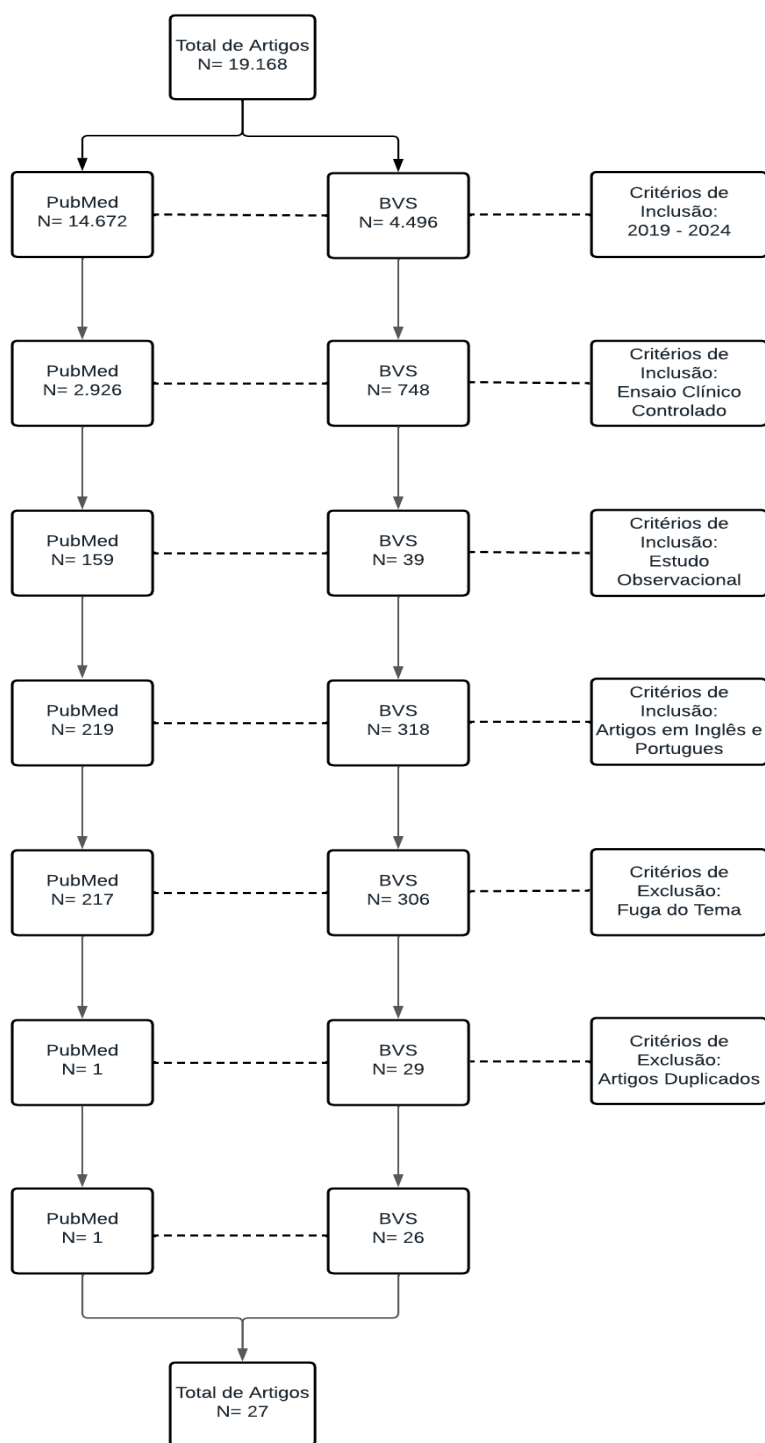 Total de Artigos
N= 19.168
PubMed
N= 14.672
BVS
N= 4.496
Critérios de
Inclusão:
2019 - 2024
PubMed
N= 2.926
BVS
N= 748
Critérios de
Inclusão:
Ensaio Clínico
Controlado
PubMed
N= 159
BVS
N= 39
Critérios de
Inclusão:
Estudo
Observacional
PubMed
N= 219
BVS
N= 318
Critérios de
Inclusão:
Artigos em Inglês e
Portugues
PubMed
N= 217
BVS
N= 306
Critérios de
Exclusão:
Fuga do Tema
PubMed
N= 1
BVS
N= 29
Critérios de
Exclusão:
Artigos Duplicados
PubMed
N= 1
BVS
N= 26
Total de Artigos
N= 27